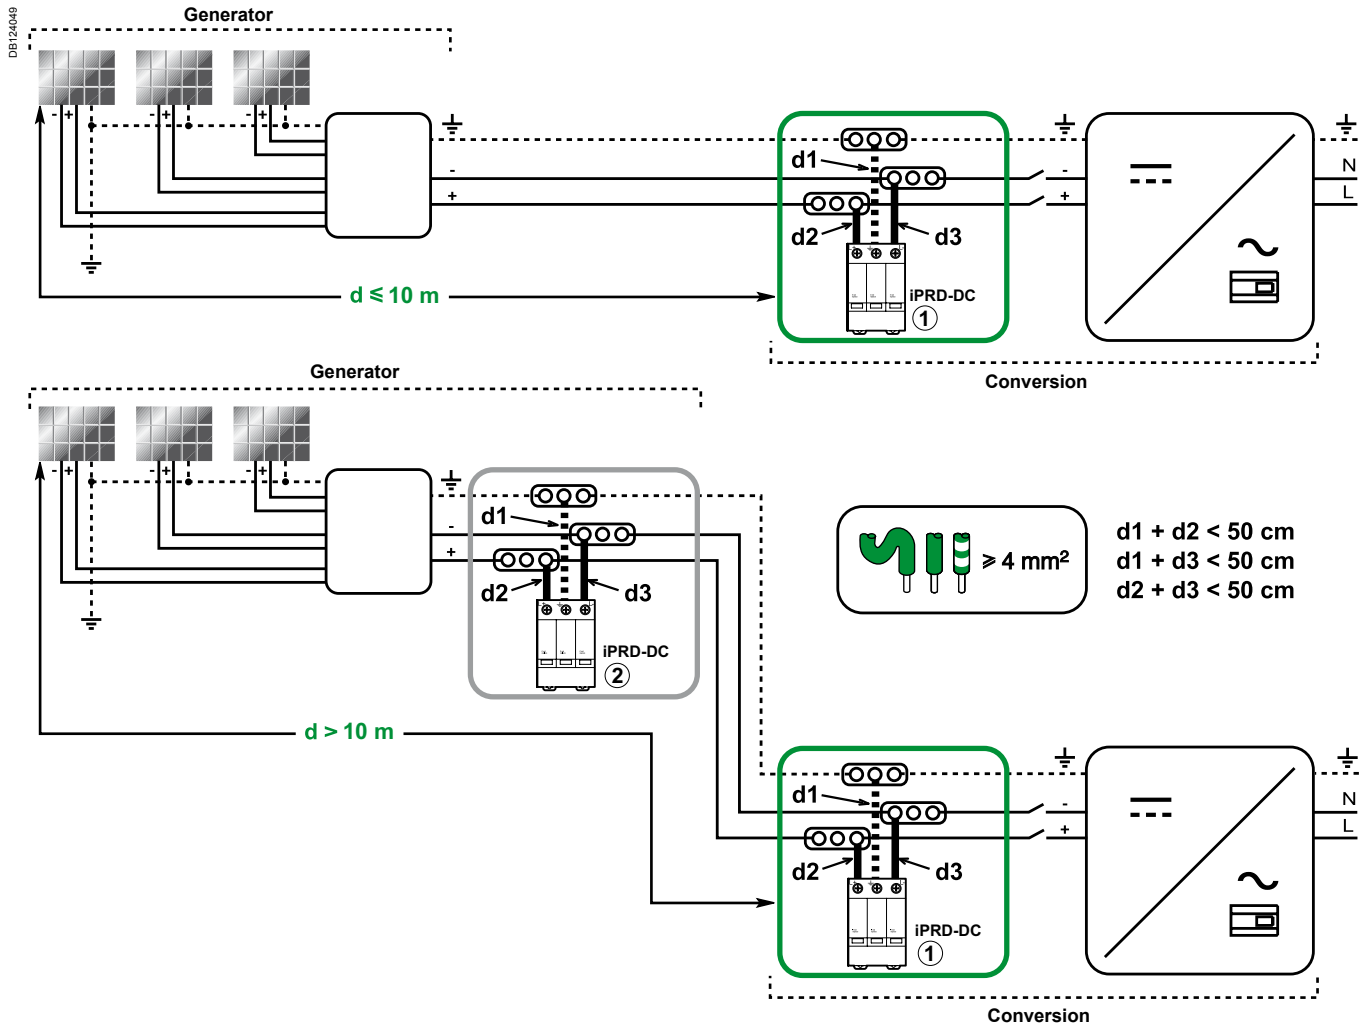 DB124049
Generator
- + - + - +
-
+
d1
d2
d3
iPRD-DC
1
-
+
N
L
d ≤ 10 m
Conversion
Generator
- + - + - +
-
+
d1
d2
d3
iPRD-DC
2
≥ 4 mm²
d1 + d2 < 50 cm
d1 + d3 < 50 cm
d2 + d3 < 50 cm
d > 10 m
d1
d2
d3
iPRD-DC
1
-
+
N
L
Conversion